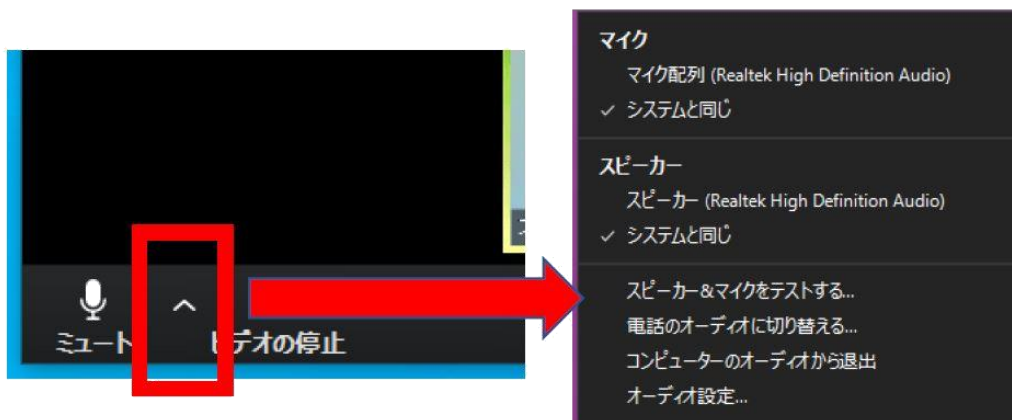 ミュート
ビデオの停止
マイク
マイク配列 (Realtek High Definition Audio)
✓ システムと同じ
スピーカー
スピーカー (Realtek High Definition Audio)
✓ システムと同じ
スピーカー&マイクをテストする...
電話のオーディオに切り替える...
コンピューターのオーディオから退出
オーディオ設定...